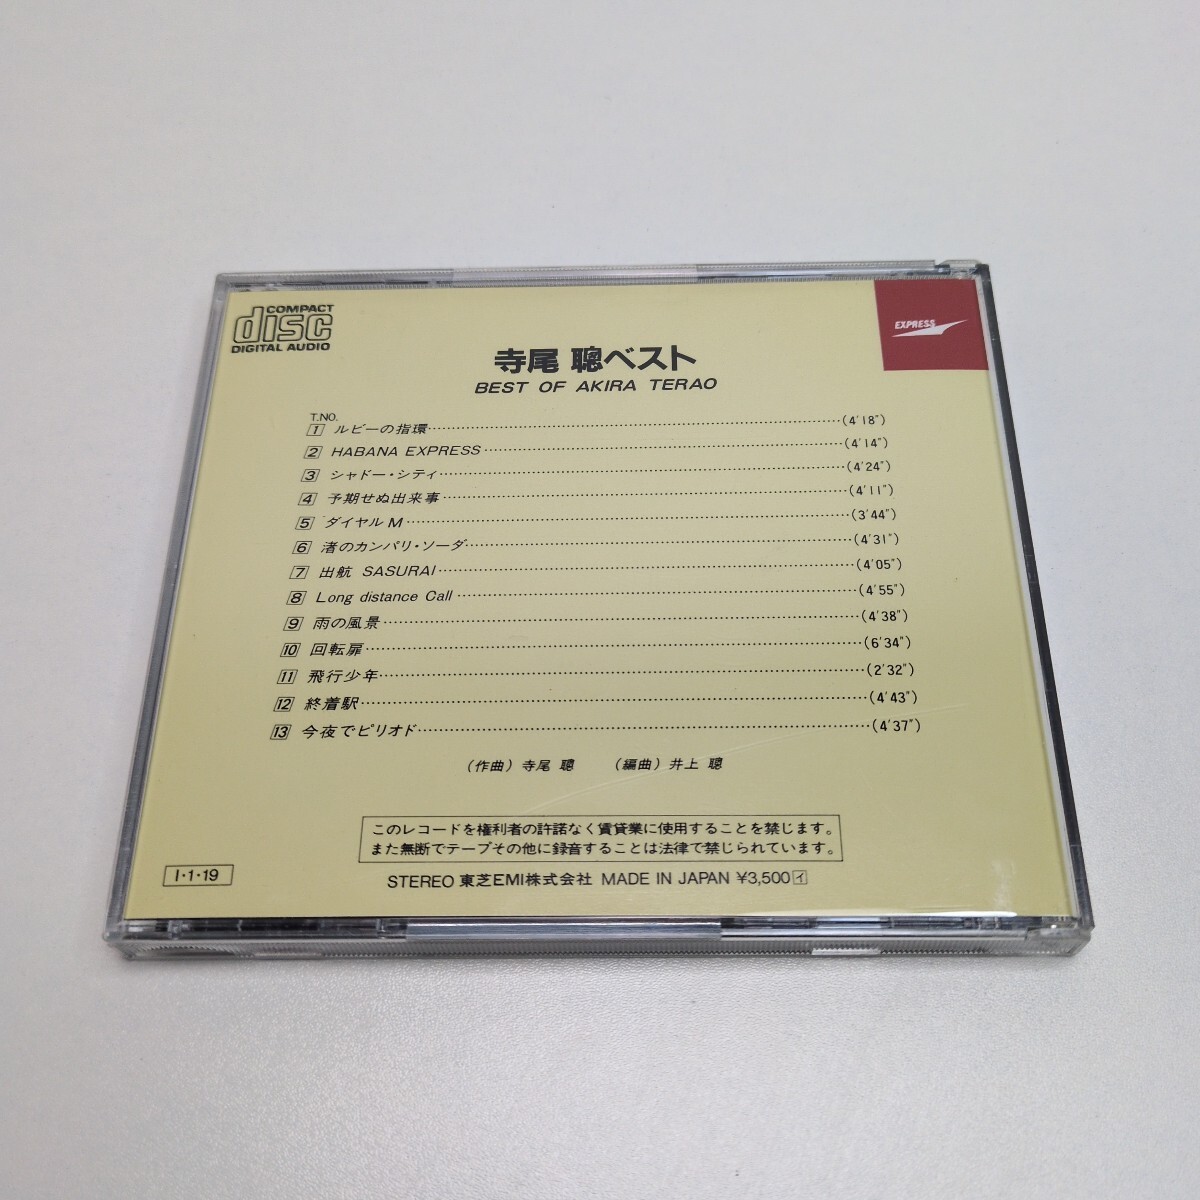 COMPACT
disc
DIGITAL AUDIO
EXPRESS
寺尾 聰ベスト
BEST OF AKIRA TERAO
T.NO.
1 ルビーの指環 (4'18")
2 HABANA EXPRESS (4'14")
3 シャドー・シティ (4'24")
4 予期せぬ出来事 (4'11")
5 ダイヤル M (3'44")
6 渚のカンパリ・ソーダ (4'31")
7 出航 SASURAI (4'05")
8 Long distance Call (4'55")
9 雨の風景 (4'38")
10 回転扉 (6'34")
11 飛行少年 (2'32")
12 終着駅 (4'43")
13 今夜でピリオド (4'37")
(作曲) 寺尾 聰 (編曲) 井上 鑑
このレコードを権利者の許諾なく賃貸業に使用することを禁じます。
また無断でテープその他に録音することは法律で禁じられています。
I・1・19
STEREO 東芝EMI株式会社 MADE IN JAPAN ¥3,500 イ